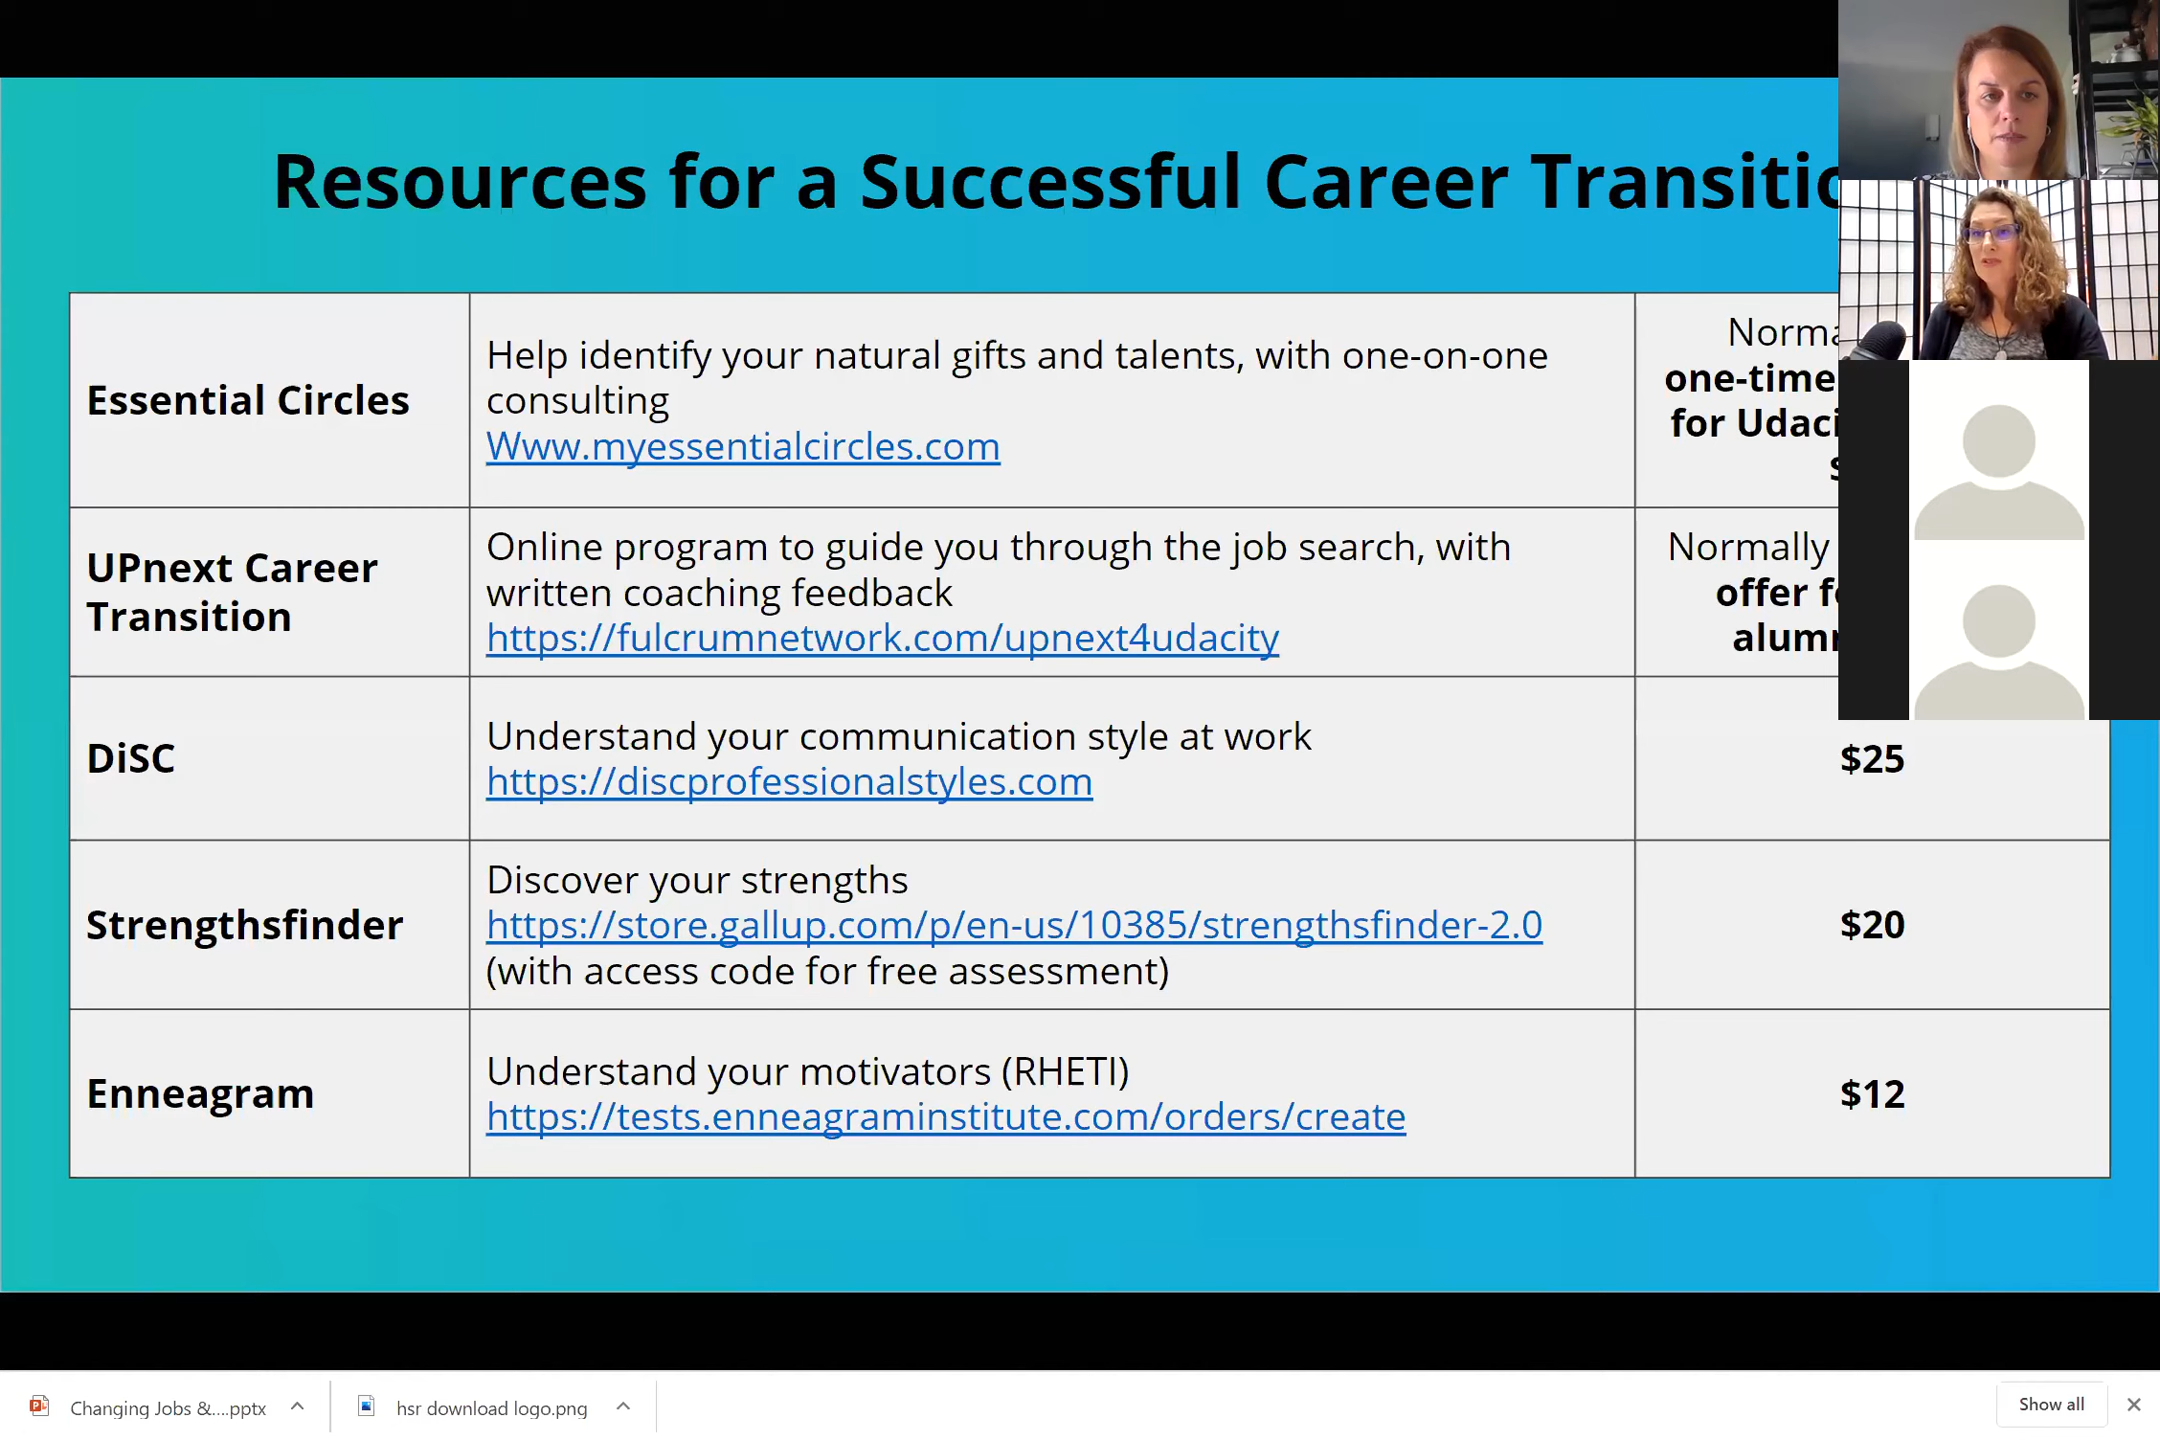 Resources for a Successful Career
Essential Circles
Help identify your natural gifts and talents, with one-on-one
consulting
Www.myessentialcircles.com
one-time
for
UPnext Career
Transition
Online program to guide you through the job search, with
written coaching feedback
https://fulcrumnetwork.com/upnext4udacity
Normally
offer
DiSC
Understand your communication style at work
https://discprofessionalstyles.com
$25
Strengthsfinder
Discover your strengths
https://store.gallup.com/p/en-us/10385/strengthsfinder-2.0
(with access code for free assessment)
$20
Enneagram
Understand your motivators (RHETI)
https://tests.enneagraminstitute.com/orders/create
$12
Changing Jobs &....pptx
hsr download logo.png
Show all